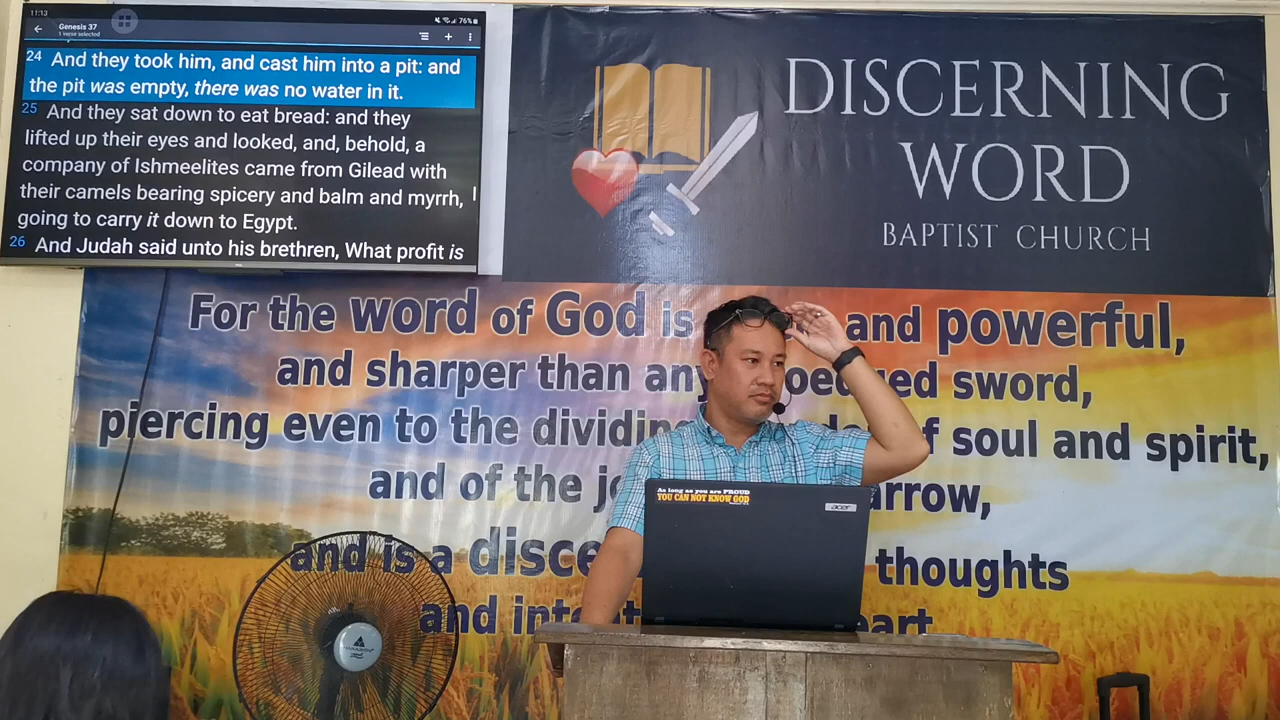 11:13
76%
Genesis 37
1 verse selected
24 And they took him, and cast him into a pit: and
the pit was empty, there was no water in it.
25 And they sat down to eat bread: and they
lifted up their eyes and looked, and, behold, a
company of Ishmeelites came from Gilead with
their camels bearing spicery and balm and myrrh,
going to carry it down to Egypt.
26 And Judah said unto his brethren, What profit is
DISCERNING
WORD
BAPTIST CHURCH
For the word of God is and powerful,
and sharper than any sword,
piercing even to the dividing of soul and spirit,
and of the
and is a thoughts
and
As long as you are PROUD
YOU CAN NOT KNOW GOD
acer